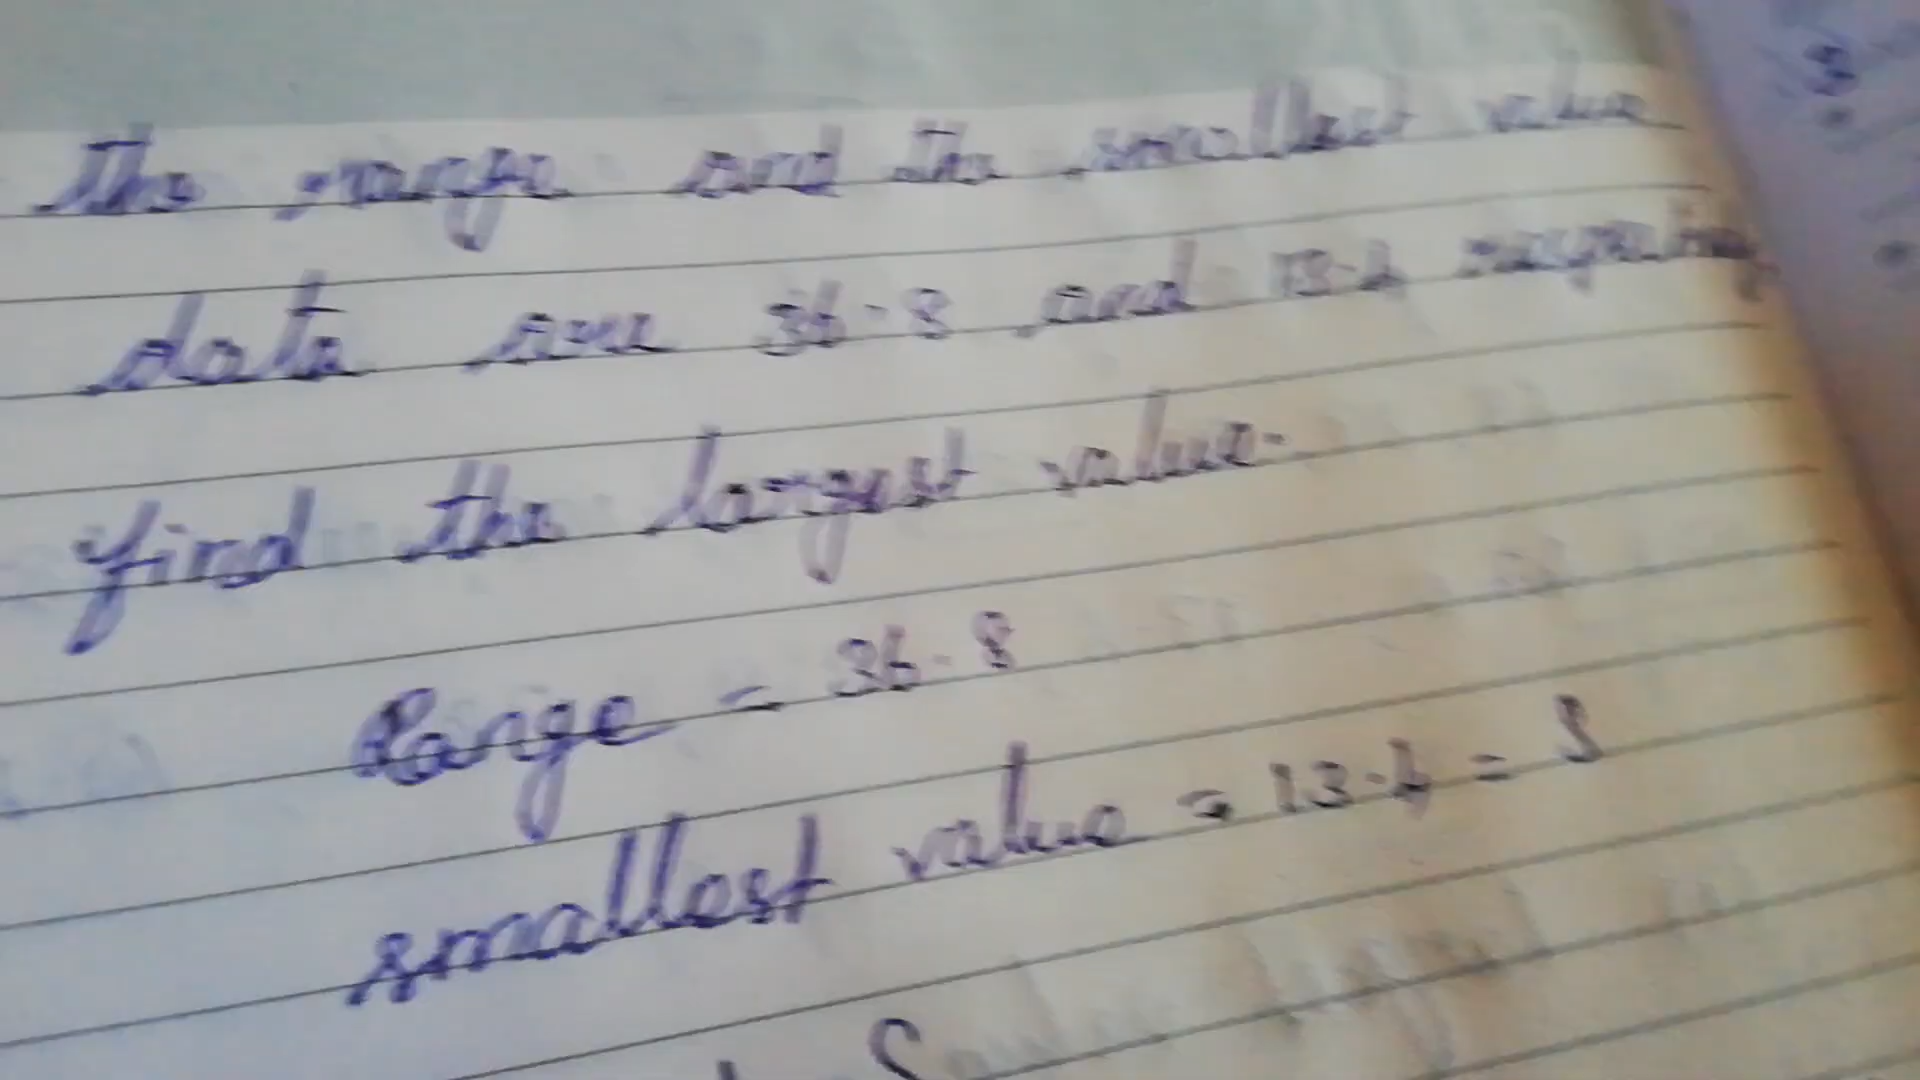 The range and the smallest value
data are 36.8 and 13.4
find the largest value.
Range = 36.8
smallest value = 13.4 = S